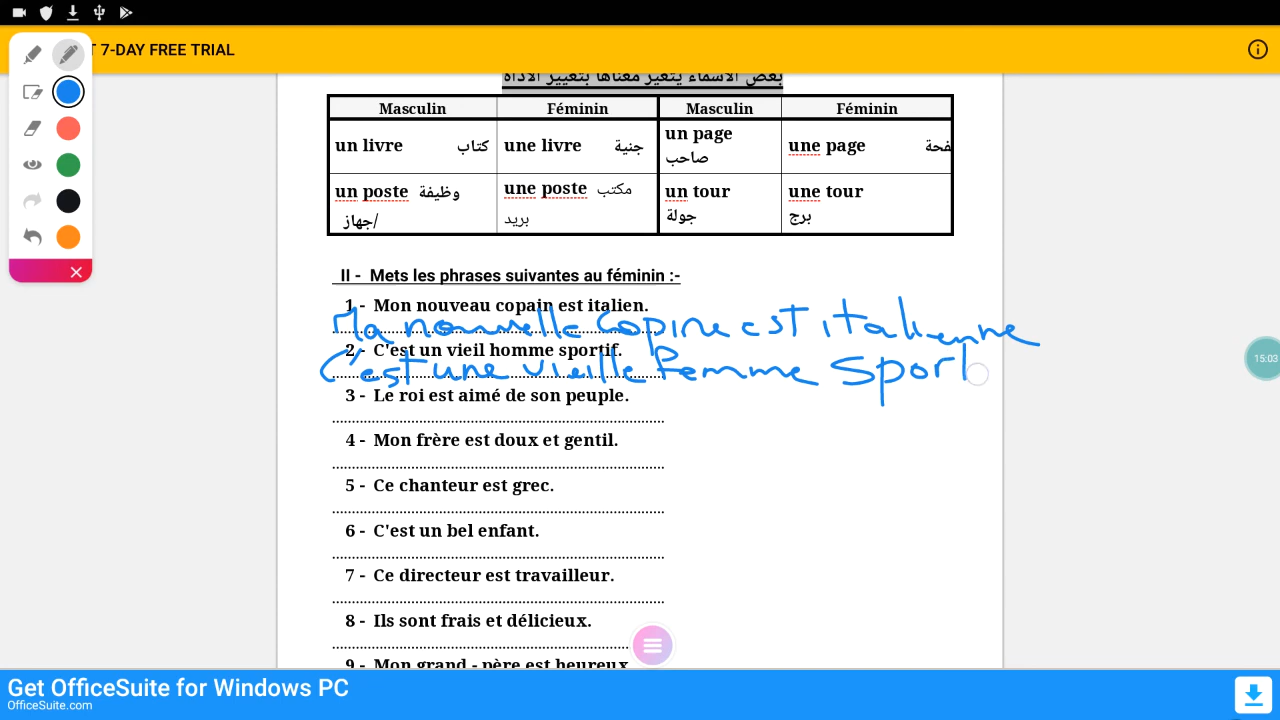 T 7-DAY FREE TRIAL
بعض الأسماء يتغير معناها بتغيير الأداة
Masculin Féminin Masculin Féminin
un livre كتاب une livre جنية un page صاحب une page فحة
un poste وظيفة /جهاز une poste مكتب بريد un tour جولة une tour برج
II - Mets les phrases suivantes au féminin :-
1 - Mon nouveau copain est italien.
Ma nouvelle copine est italienne
2 - C'est un vieil homme sportif.
C'est une vieille femme Sport
3 - Le roi est aimé de son peuple.
4 - Mon frère est doux et gentil.
5 - Ce chanteur est grec.
6 - C'est un bel enfant.
7 - Ce directeur est travailleur.
8 - Ils sont frais et délicieux.
9 - Mon grand - père est heureux
15:03
Get OfficeSuite for Windows PC
OfficeSuite.com